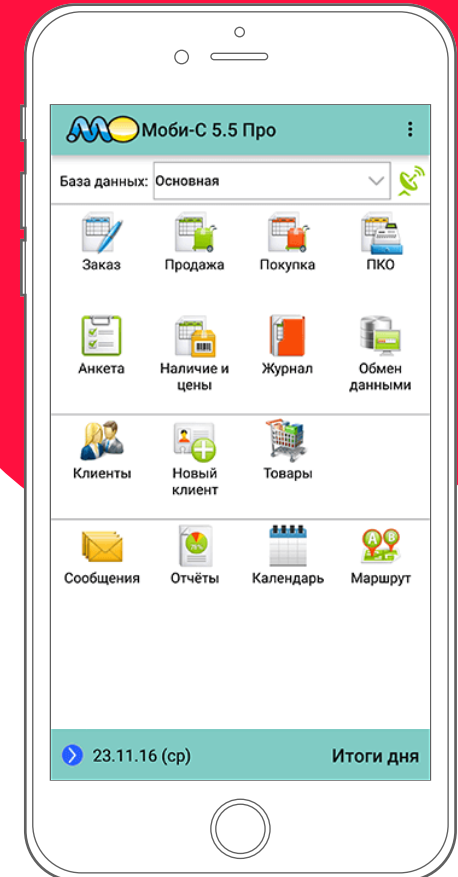 Моби-С 5.5 Про
База данных: Основная
Заказ Продажа Покупка ПКО
Анкета Наличие и Журнал Обмен
цены данными
Клиенты Новый Товары
клиент
Сообщения Отчёты Календарь Маршрут
23.11.16 (ср) Итоги дня